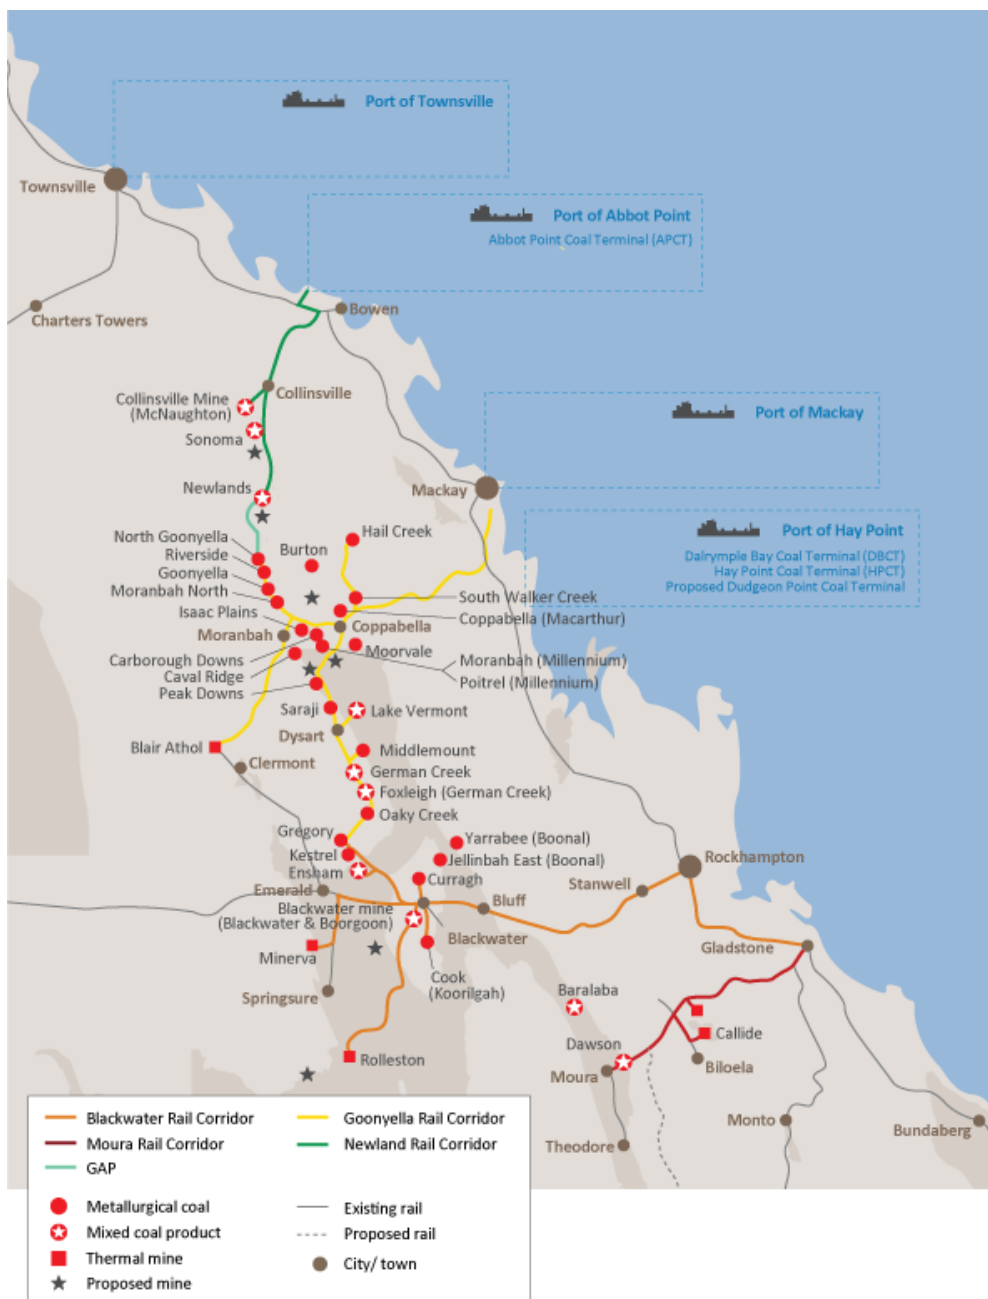 Port of Townsville
Townsville
Port of Abbot Point
Abbot Point Coal Terminal (APCT)
Bowen
Charters Towers
Collinsville
Collinsville Mine
(McNaughton)
Port of Mackay
Sonoma
Newlands
Mackay
North Goonyella
Riverside
Goonyella
Moranbah North
Isaac Plains
Moranbah
Carborough Downs
Caval Ridge
Peak Downs
Burton
Hail Creek
Port of Hay Point
Dalrymple Bay Coal Terminal (DBCT)
Hay Point Coal Terminal (HPCT)
Proposed Dudgeon Point Coal Terminal
South Walker Creek
Coppabella (Macarthur)
Coppabella
Moorvale
Moranbah (Millennium)
Poitrel (Millennium)
Saraji
Lake Vermont
Dysart
Blair Athol
Clermont
Middlemount
German Creek
Foxleigh (German Creek)
Oaky Creek
Gregory
Kestrel
Ensham
Emerald
Yarrabee (Boonal)
Jellinbah East (Boonal)
Curragh
Rockhampton
Stanwell
Bluff
Blackwater mine
(Blackwater & Boorgoon)
Blackwater
Gladstone
Minerva
Springsure
Cook
(Koorilgah)
Baralaba
Rolleston
Dawson
Callide
Moura
Biloela
Theodore
Monto
Bundaberg
Blackwater Rail Corridor
Goonyella Rail Corridor
Moura Rail Corridor
Newland Rail Corridor
GAP
Metallurgical coal
Existing rail
Mixed coal product
Proposed rail
Thermal mine
City/ town
Proposed mine